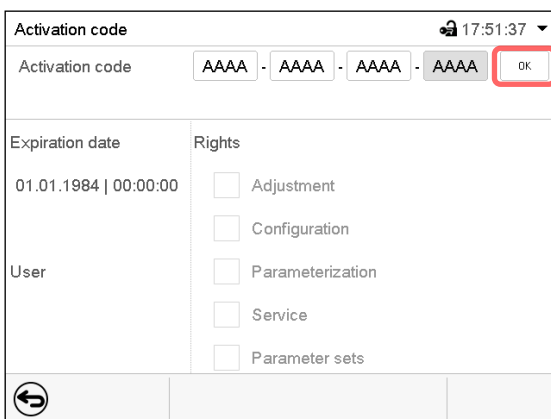 Activation code 17:51:37
Activation code AAAA - AAAA - AAAA - AAAA OK
Expiration date Rights
01.01.1984 | 00:00:00 Adjustment
Configuration
User Parameterization
Service
Parameter sets